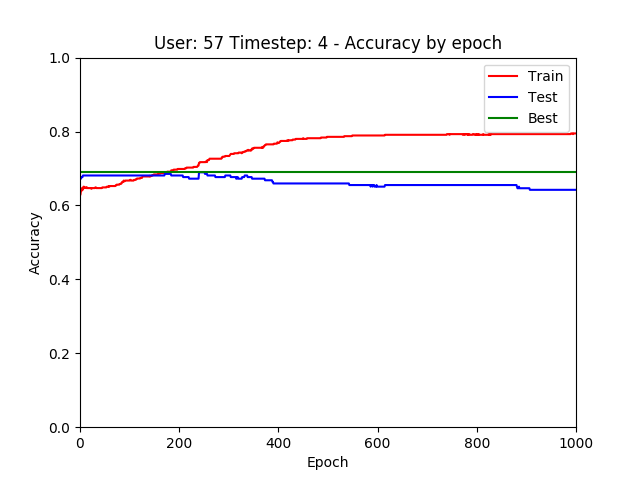 User: 57 Timestep: 4 - Accuracy by epoch
1.0
0.8
0.6
0.4
0.2
0.0
Accuracy
Train
Test
Best
0 200 400 600 800 1000
Epoch